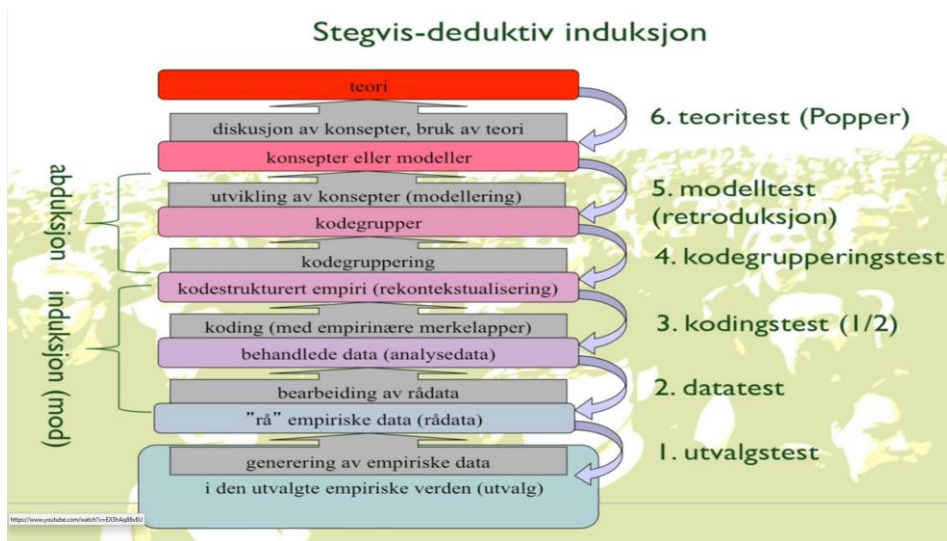 Stegvis-deduktiv induksjon
teori
diskusjon av konsepter, bruk av teori
konsepter eller modeller
utvikling av konsepter (modellering)
kodegrupper
kodegruppering
kodestrukturert empiri (rekontekstualisering)
koding (med empirinære merkelapper)
behandlede data (analysedata)
bearbeiding av rådata
”rå” empiriske data (rådata)
generering av empiriske data
i den utvalgte empiriske verden (utvalg)
abduksjon
induksjon (mod)
6. teoritest (Popper)
5. modelltest
(retroduksjon)
4. kodegrupperingstest
3. kodingstest (1/2)
2. datatest
1. utvalgstest